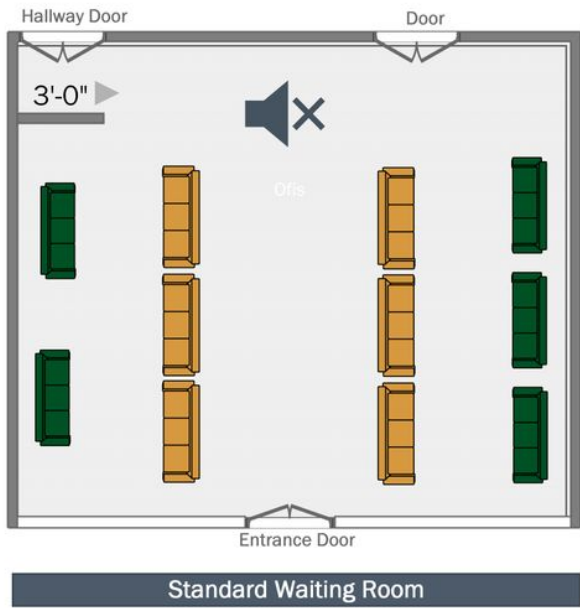 Hallway Door
Door
3'-0"
Ofis
Entrance Door
Standard Waiting Room